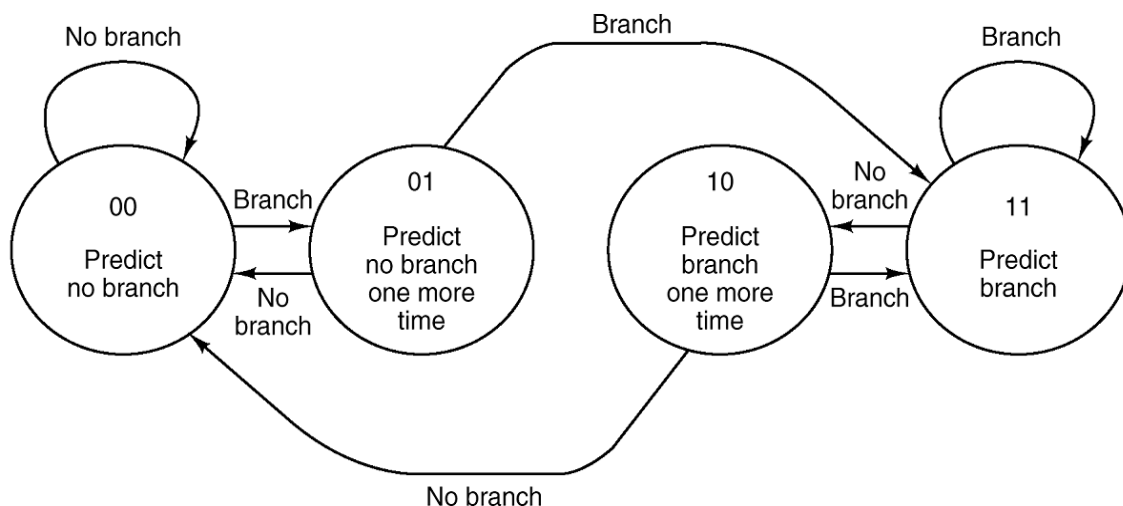 No branch
Branch
Branch
00
Predict
no branch
Branch
No
branch
01
Predict
no branch
one more
time
10
Predict
branch
one more
time
No
branch
Branch
11
Predict
branch
No branch